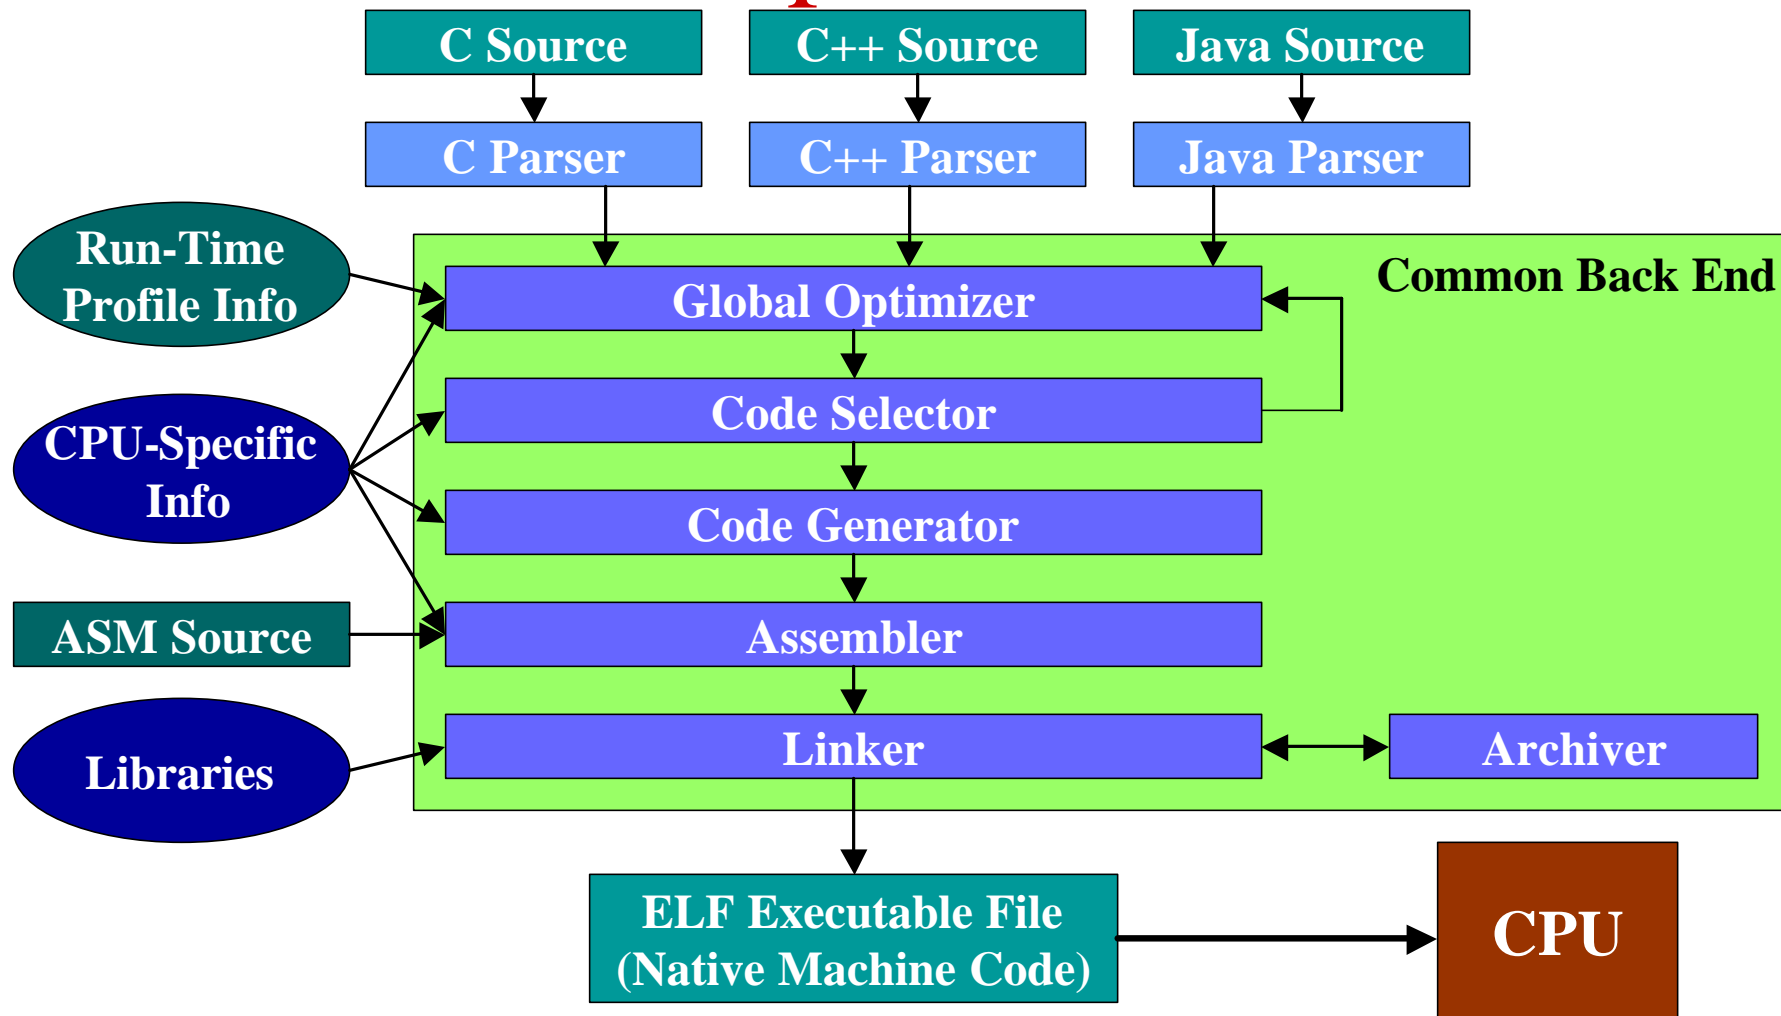 C Source
C++ Source
Java Source
C Parser
C++ Parser
Java Parser
Run-Time
Profile Info
Common Back End
Global Optimizer
CPU-Specific
Info
Code Selector
Code Generator
ASM Source
Assembler
Libraries
Linker
Archiver
ELF Executable File
(Native Machine Code)
CPU